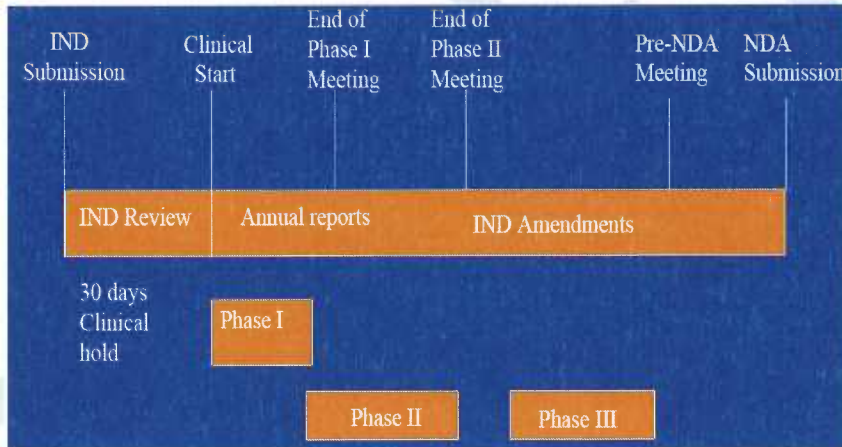 IND
Submission
Clinical
Start
End of
Phase I
Meeting
End of
Phase II
Meeting
Pre-NDA
Meeting
NDA
Submission
IND Review
Annual reports
IND Amendments
30 days
Clinical
hold
Phase I
Phase II
Phase III